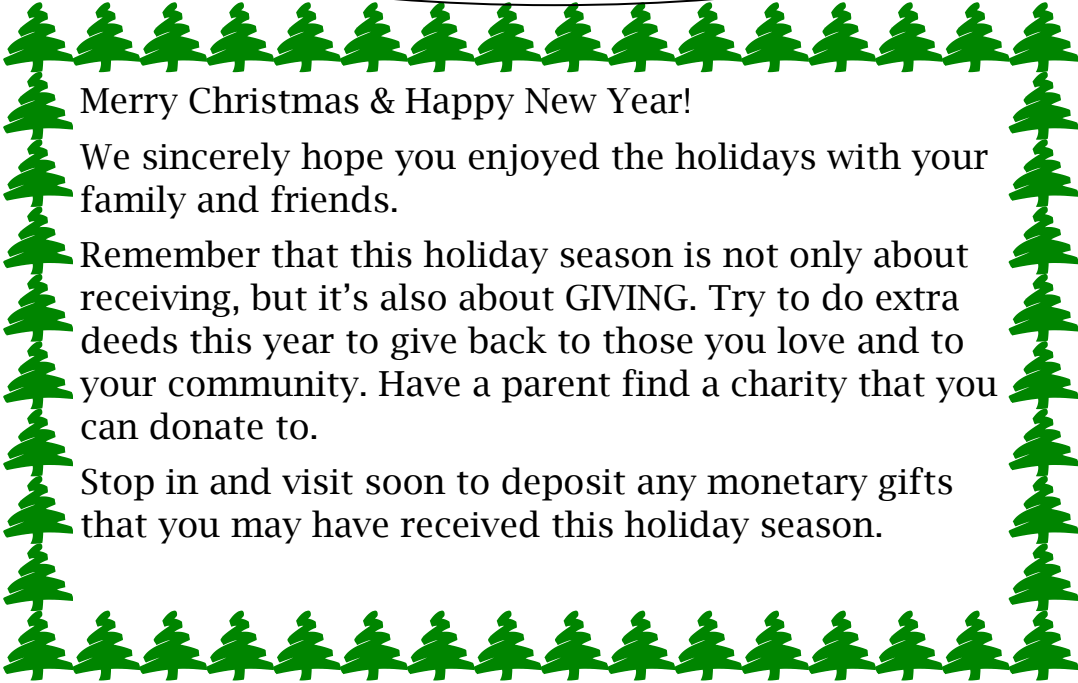 Merry Christmas & Happy New Year!
We sincerely hope you enjoyed the holidays with your
family and friends.
Remember that this holiday season is not only about
receiving, but it’s also about GIVING. Try to do extra
deeds this year to give back to those you love and to
your community. Have a parent find a charity that you
can donate to.
Stop in and visit soon to deposit any monetary gifts
that you may have received this holiday season.